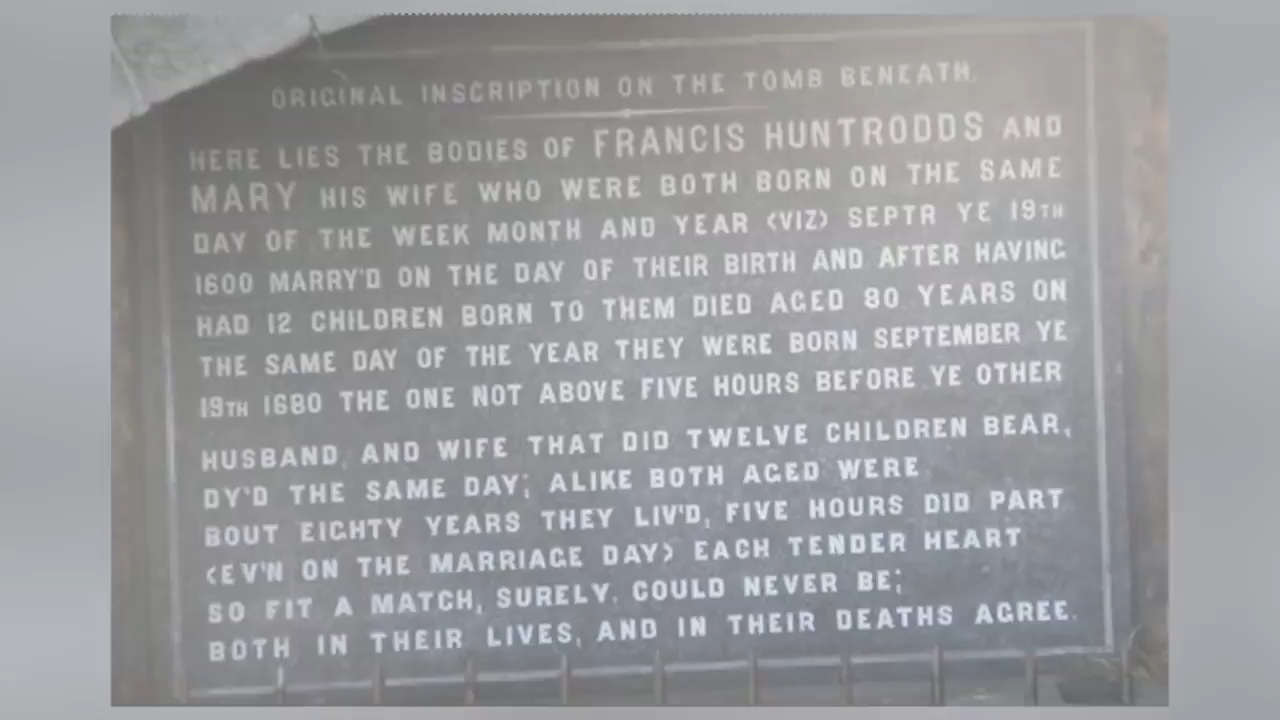 ORIGINAL INSCRIPTION ON THE TOMB BENEATH.
HERE LIES THE BODIES OF FRANCIS HUNTRODDS AND
MARY HIS WIFE WHO WERE BOTH BORN ON THE SAME
DAY OF THE WEEK MONTH AND YEAR (VIZ) SEPTR YE 19TH
1600 MARRY'D ON THE DAY OF THEIR BIRTH AND AFTER HAVING
HAD 12 CHILDREN BORN TO THEM DIED AGED 80 YEARS ON
THE SAME DAY OF THE YEAR THEY WERE BORN SEPTEMBER YE
19TH 1680 THE ONE NOT ABOVE FIVE HOURS BEFORE YE OTHER
HUSBAND AND WIFE THAT DID TWELVE CHILDREN BEAR,
DY'D THE SAME DAY; ALIKE BOTH AGED WERE
BOUT EIGHTY YEARS THEY LIV'D, FIVE HOURS DID PART
(EV'N ON THE MARRIAGE DAY) EACH TENDER HEART
SO FIT A MATCH, SURELY, COULD NEVER BE;
BOTH IN THEIR LIVES, AND IN THEIR DEATHS AGREE.